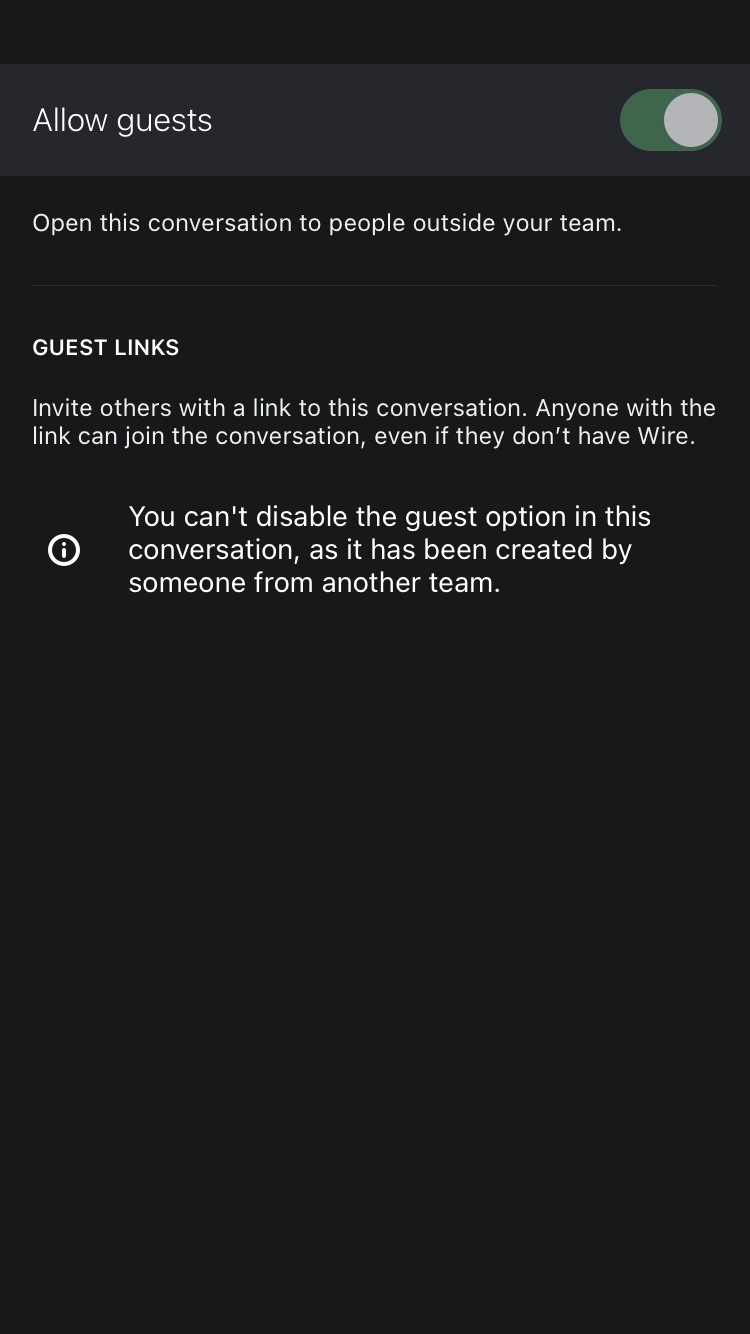 Allow guests
Open this conversation to people outside your team.
GUEST LINKS
Invite others with a link to this conversation. Anyone with the
link can join the conversation, even if they don’t have Wire.
You can't disable the guest option in this
conversation, as it has been created by
someone from another team.